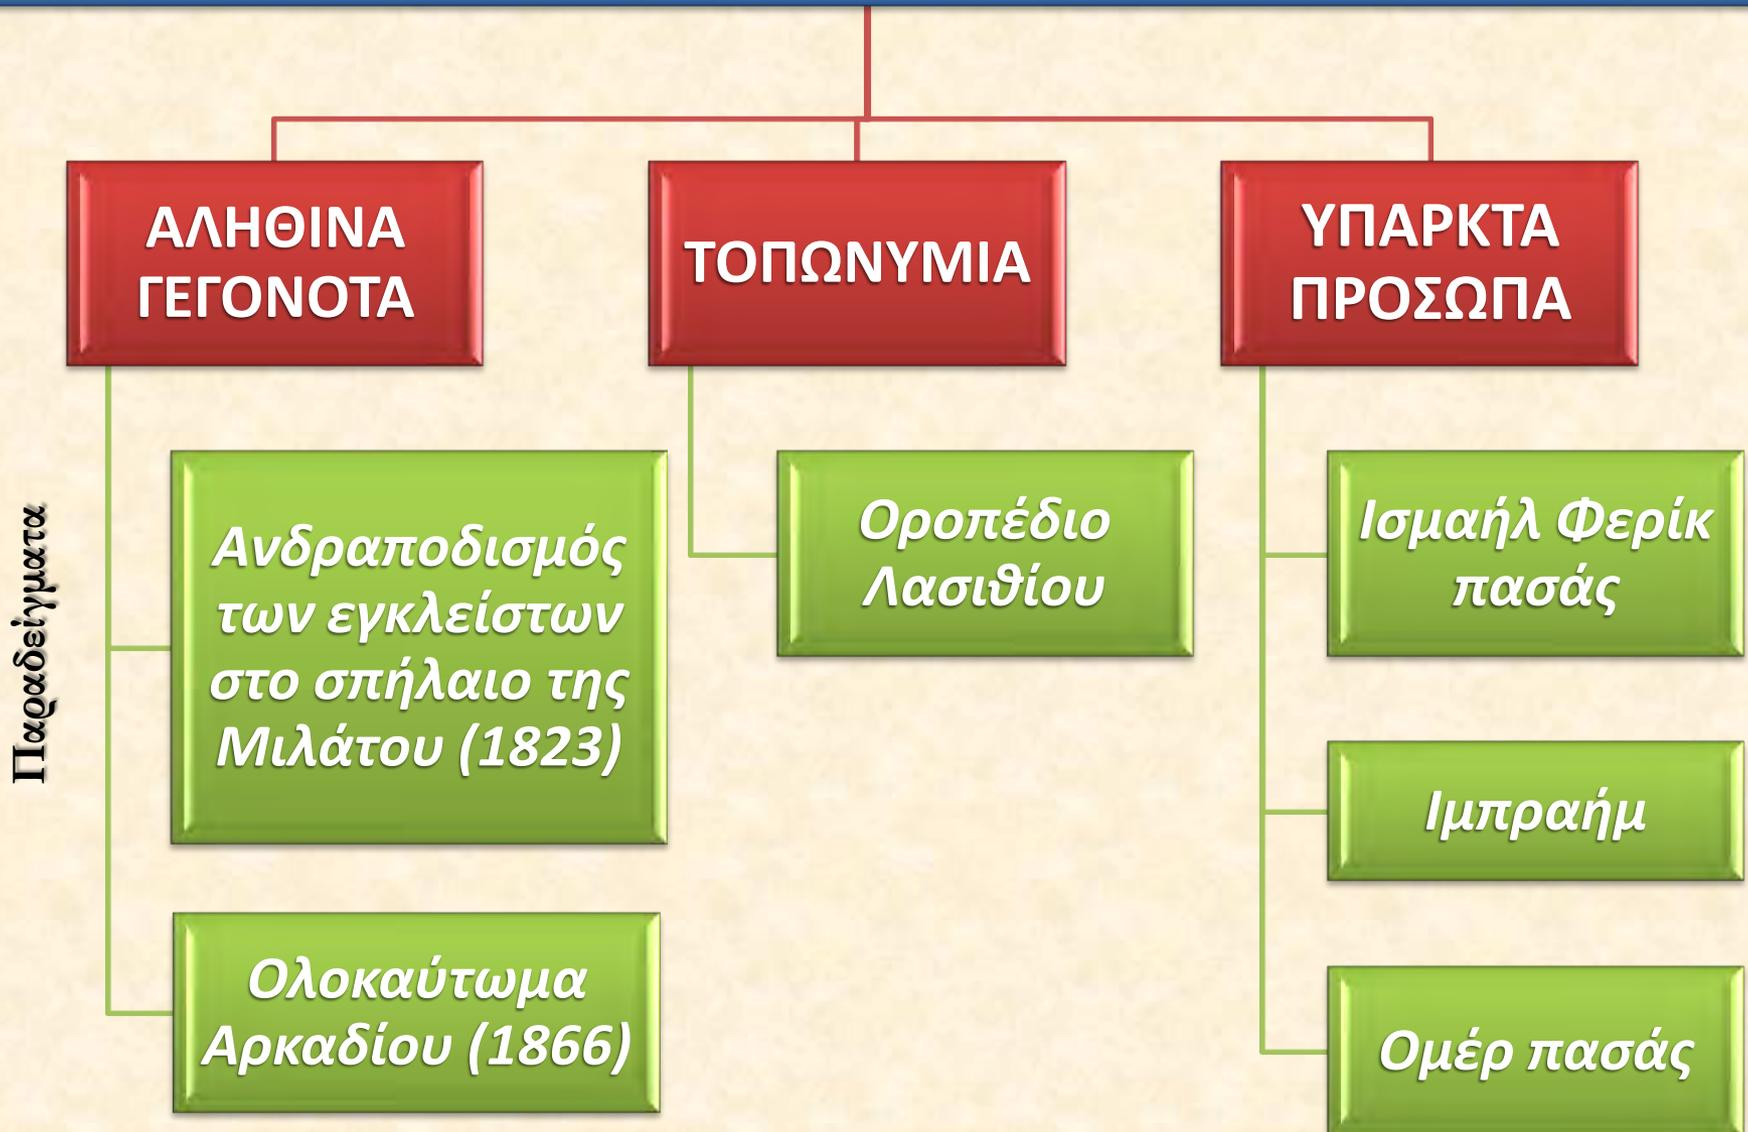 ΑΛΗΘΙΝΑ
ΓΕΓΟΝΟΤΑ
ΤΟΠΩΝΥΜΙΑ
ΥΠΑΡΚΤΑ
ΠΡΟΣΩΠΑ
Παραδείγματα
Ανδραποδισμός
των εγκλείστων
στο σπήλαιο της
Μιλάτου (1823)
Ολοκαύτωμα
Αρκαδίου (1866)
Οροπέδιο
Λασιθίου
Ισμαήλ Φερίκ
πασάς
Ιμπραήμ
Ομέρ πασάς